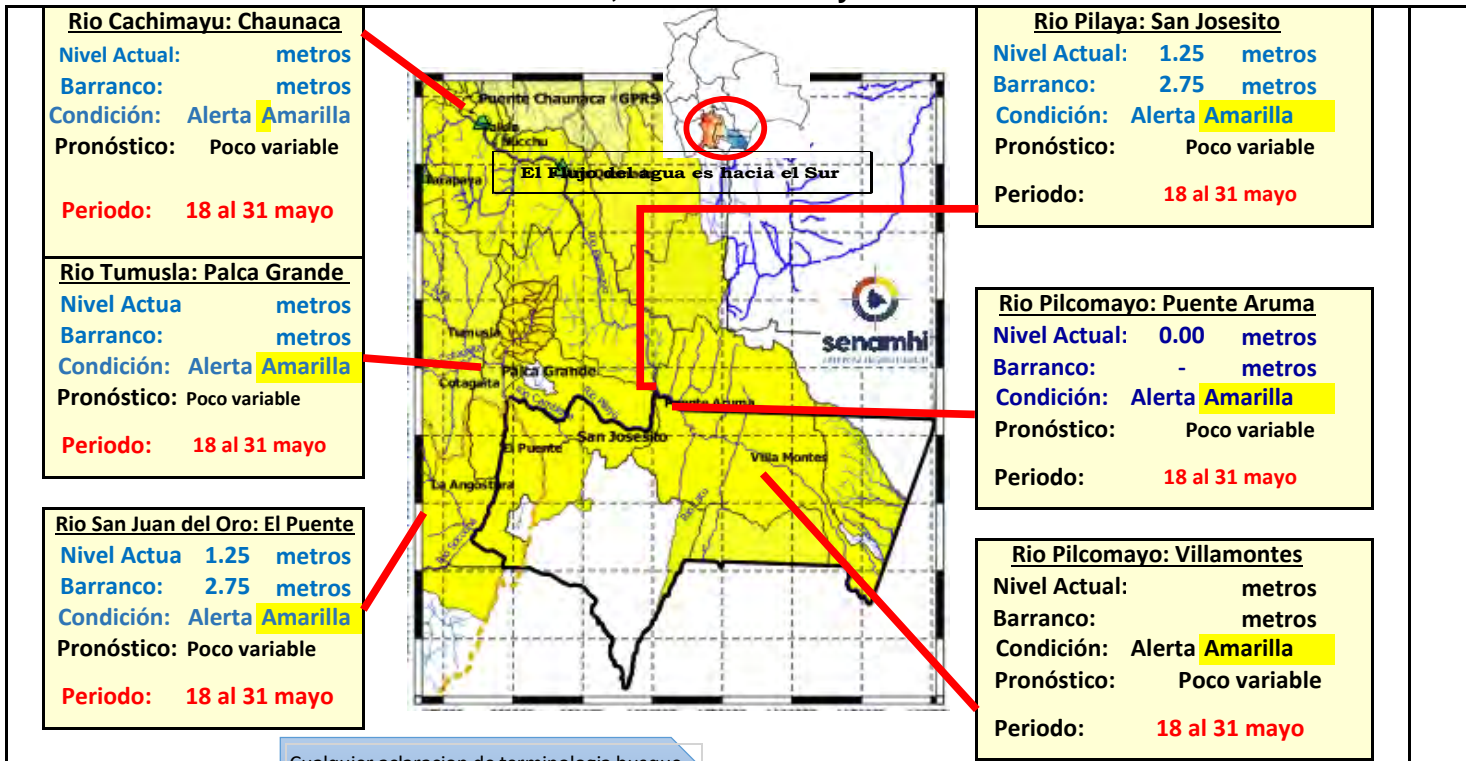 Rio Cachimayu: Chaunaca
Nivel Actual: metros
Barranco: metros
Condición: Alerta Amarilla
Pronóstico: Poco variable
Periodo: 18 al 31 mayo
Rio Tumusla: Palca Grande
Nivel Actua metros
Barranco: metros
Condición: Alerta Amarilla
Pronóstico: Poco variable
Periodo: 18 al 31 mayo
Rio San Juan del Oro: El Puente
Nivel Actua 1.25 metros
Barranco: 2.75 metros
Condición: Alerta Amarilla
Pronóstico: Poco variable
Periodo: 18 al 31 mayo
Puente Chaunaca - GPRS
Nucchu
El Flujo del agua es hacia el Sur
Tumusla
Palca Grande
Cotagaita
Puente Aruma
San Josesito
El Puente
Villa Montes
La Angostura
senamhi
Rio Pilaya: San Josesito
Nivel Actual: 1.25 metros
Barranco: 2.75 metros
Condición: Alerta Amarilla
Pronóstico: Poco variable
Periodo: 18 al 31 mayo
Rio Pilcomayo: Puente Aruma
Nivel Actual: 0.00 metros
Barranco: - metros
Condición: Alerta Amarilla
Pronóstico: Poco variable
Periodo: 18 al 31 mayo
Rio Pilcomayo: Villamontes
Nivel Actual: metros
Barranco: metros
Condición: Alerta Amarilla
Pronóstico: Poco variable
Periodo: 18 al 31 mayo
Cualquier aclaracion de terminologia busque